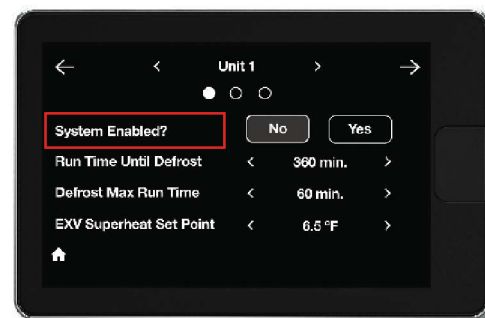 ← < Unit 1 > →
System Enabled? No Yes
Run Time Until Defrost < 360 min. >
Defrost Max Run Time < 60 min. >
EXV Superheat Set Point < 6.5 °F >